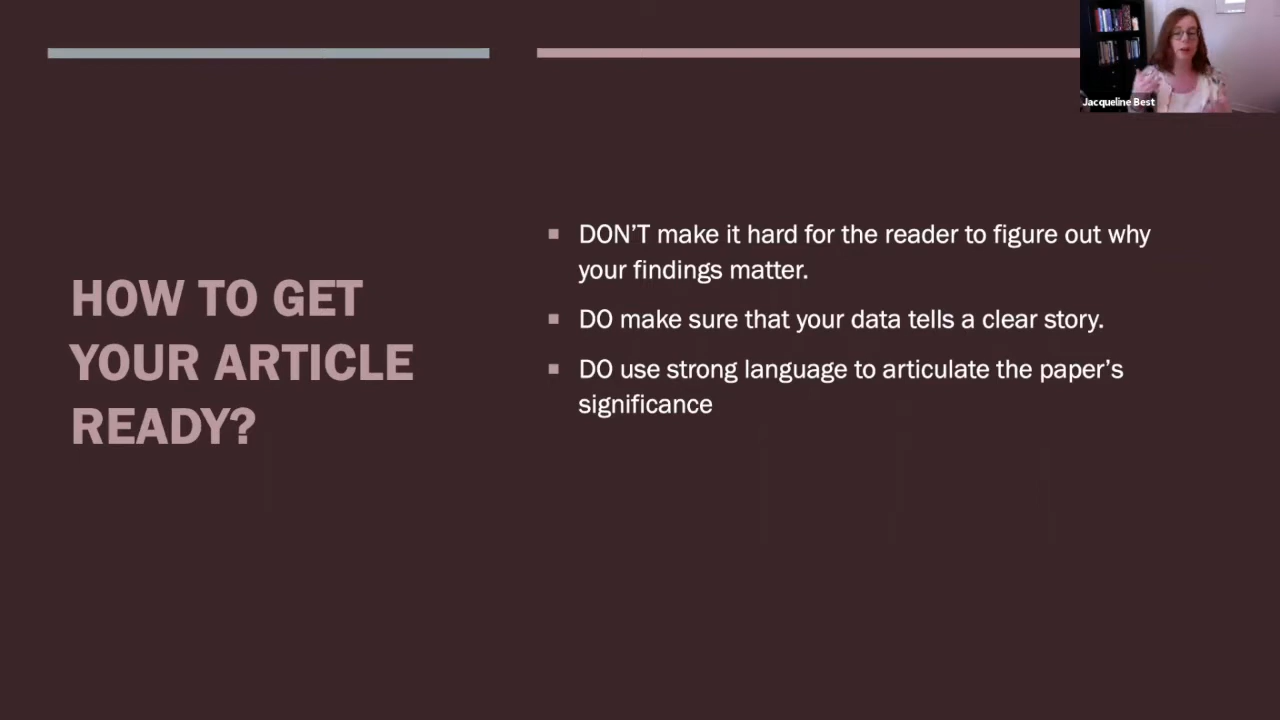 Jacqueline Best
HOW TO GET
YOUR ARTICLE
READY?
DON’T make it hard for the reader to figure out why
your findings matter.
DO make sure that your data tells a clear story.
DO use strong language to articulate the paper’s
significance